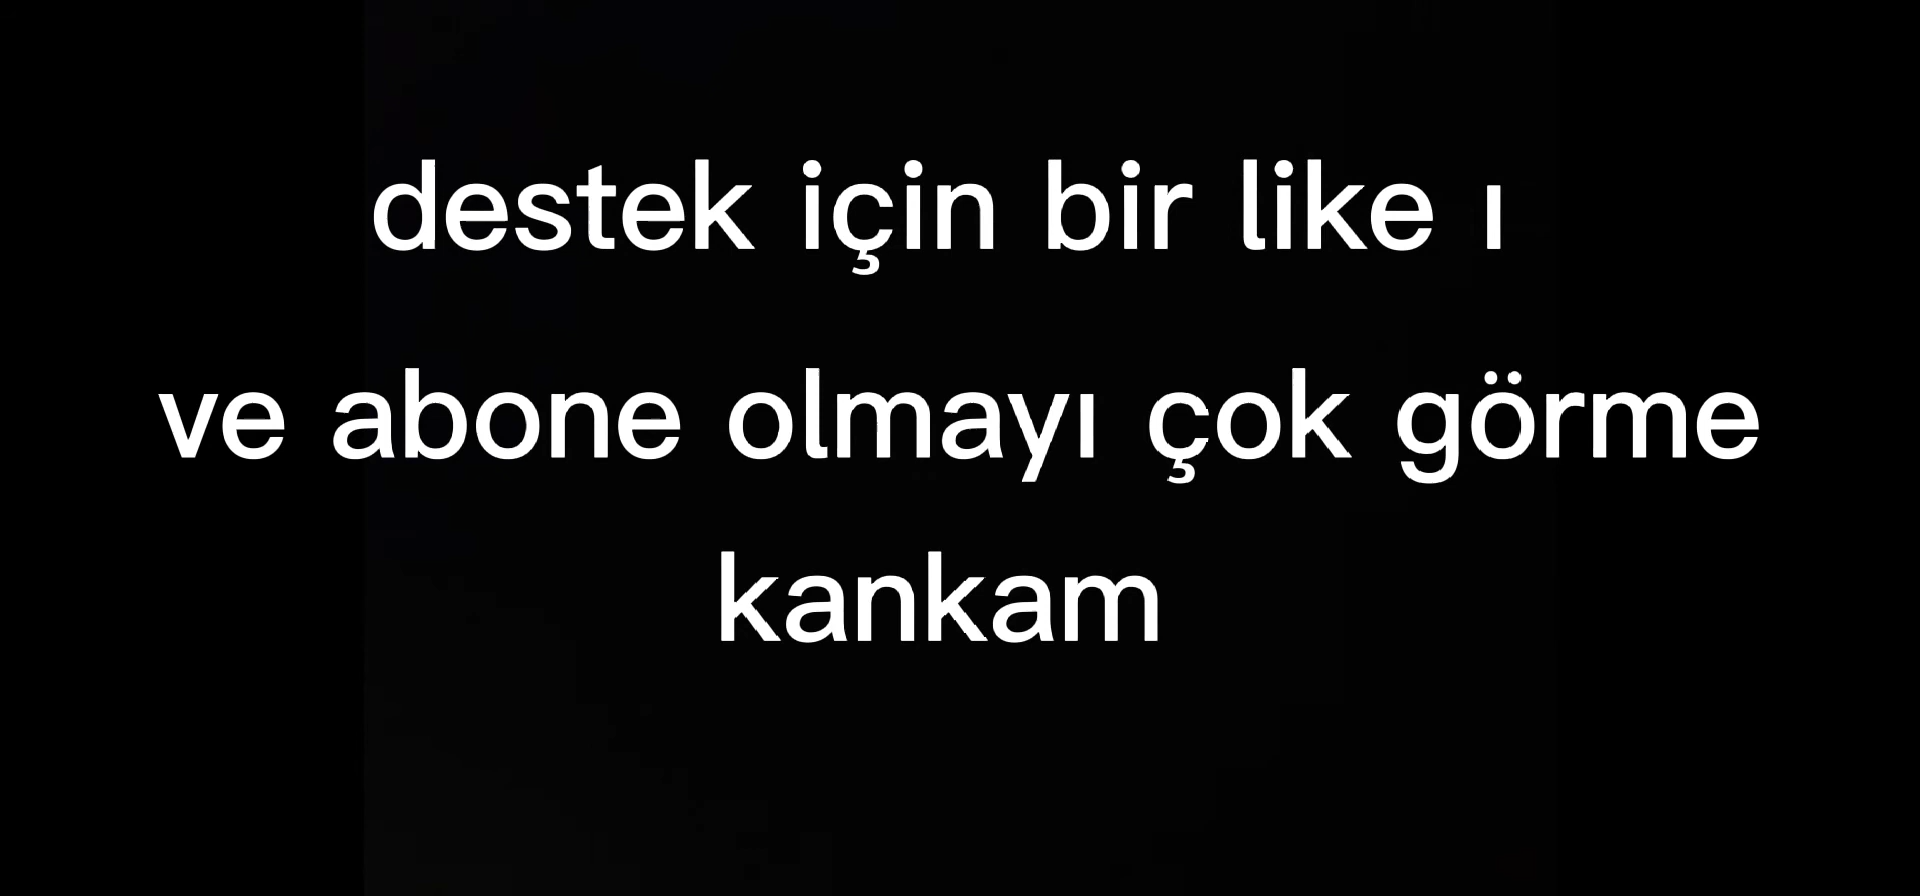 destek için bir like ı
ve abone olmayı çok görme
kankam